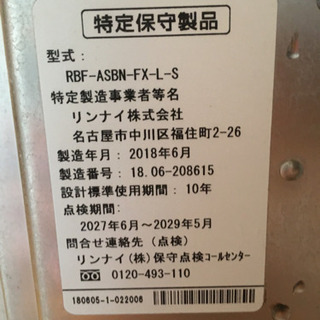 特定保守製品
型式：
RBF-ASBN-FX-L-S
特定製造事業者等名
リンナイ株式会社
名古屋市中川区福住町2-26
製造年月：2018年6月
製造番号：18.06-208615
設計標準使用期間：10年
点検期間：
2027年6月～2029年5月
問合せ連絡先（点検）
リンナイ(株)保守点検ｺｰﾙｾﾝﾀｰ
0120-493-110
180605-1-022006